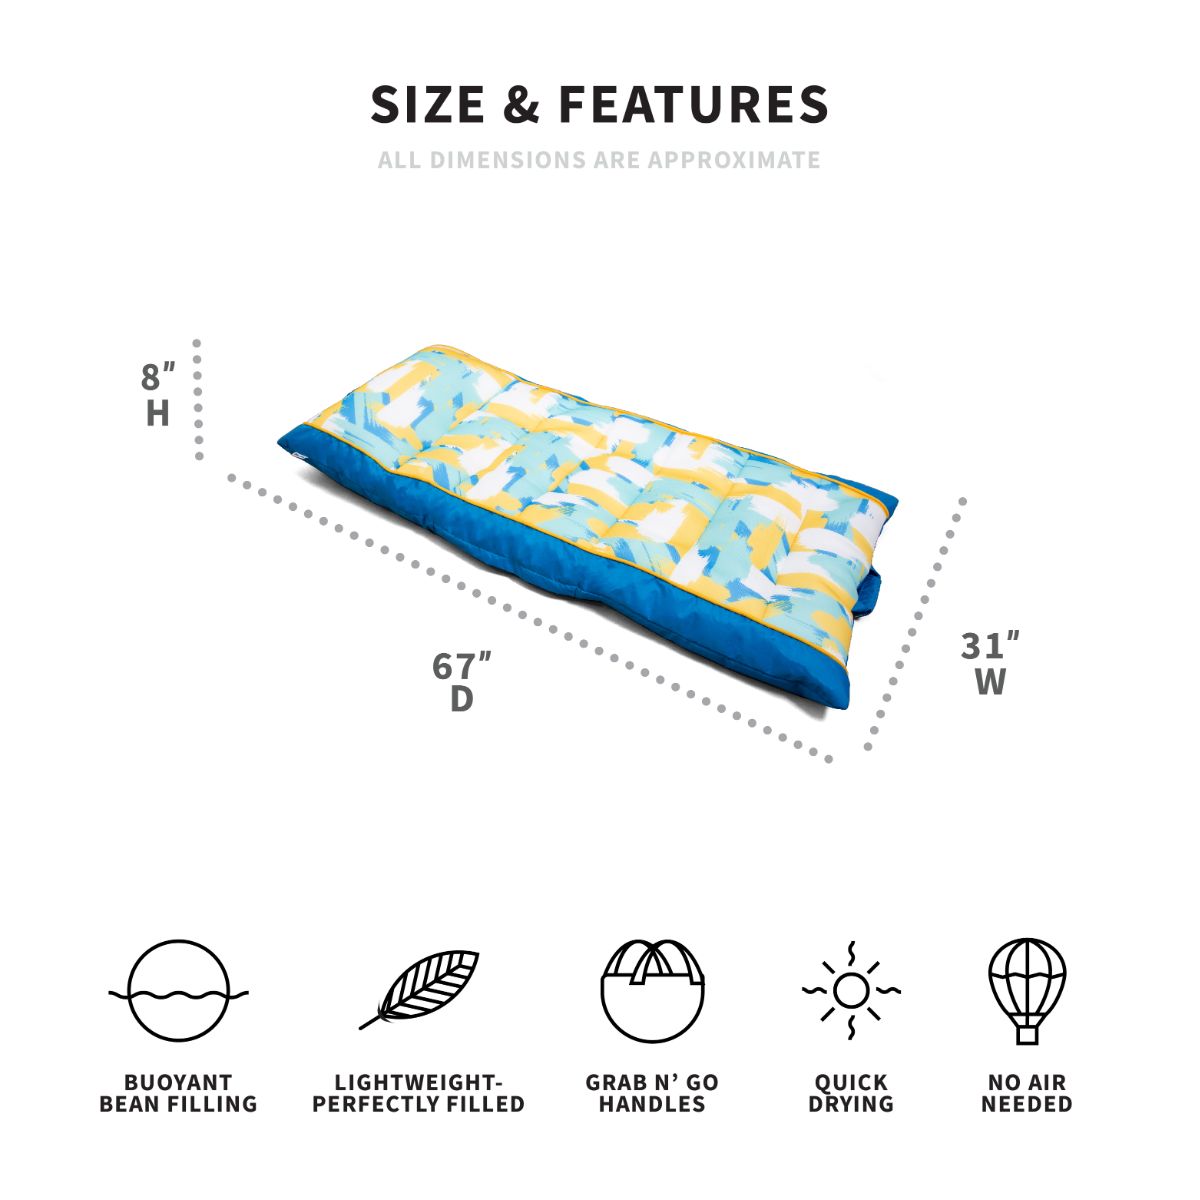 SIZE & FEATURES
ALL DIMENSIONS ARE APPROXIMATE
8"
H
67"
D
31"
W
BUOYANT
BEAN FILLING
LIGHTWEIGHT-
PERFECTLY FILLED
GRAB N’ GO
HANDLES
QUICK
DRYING
NO AIR
NEEDED